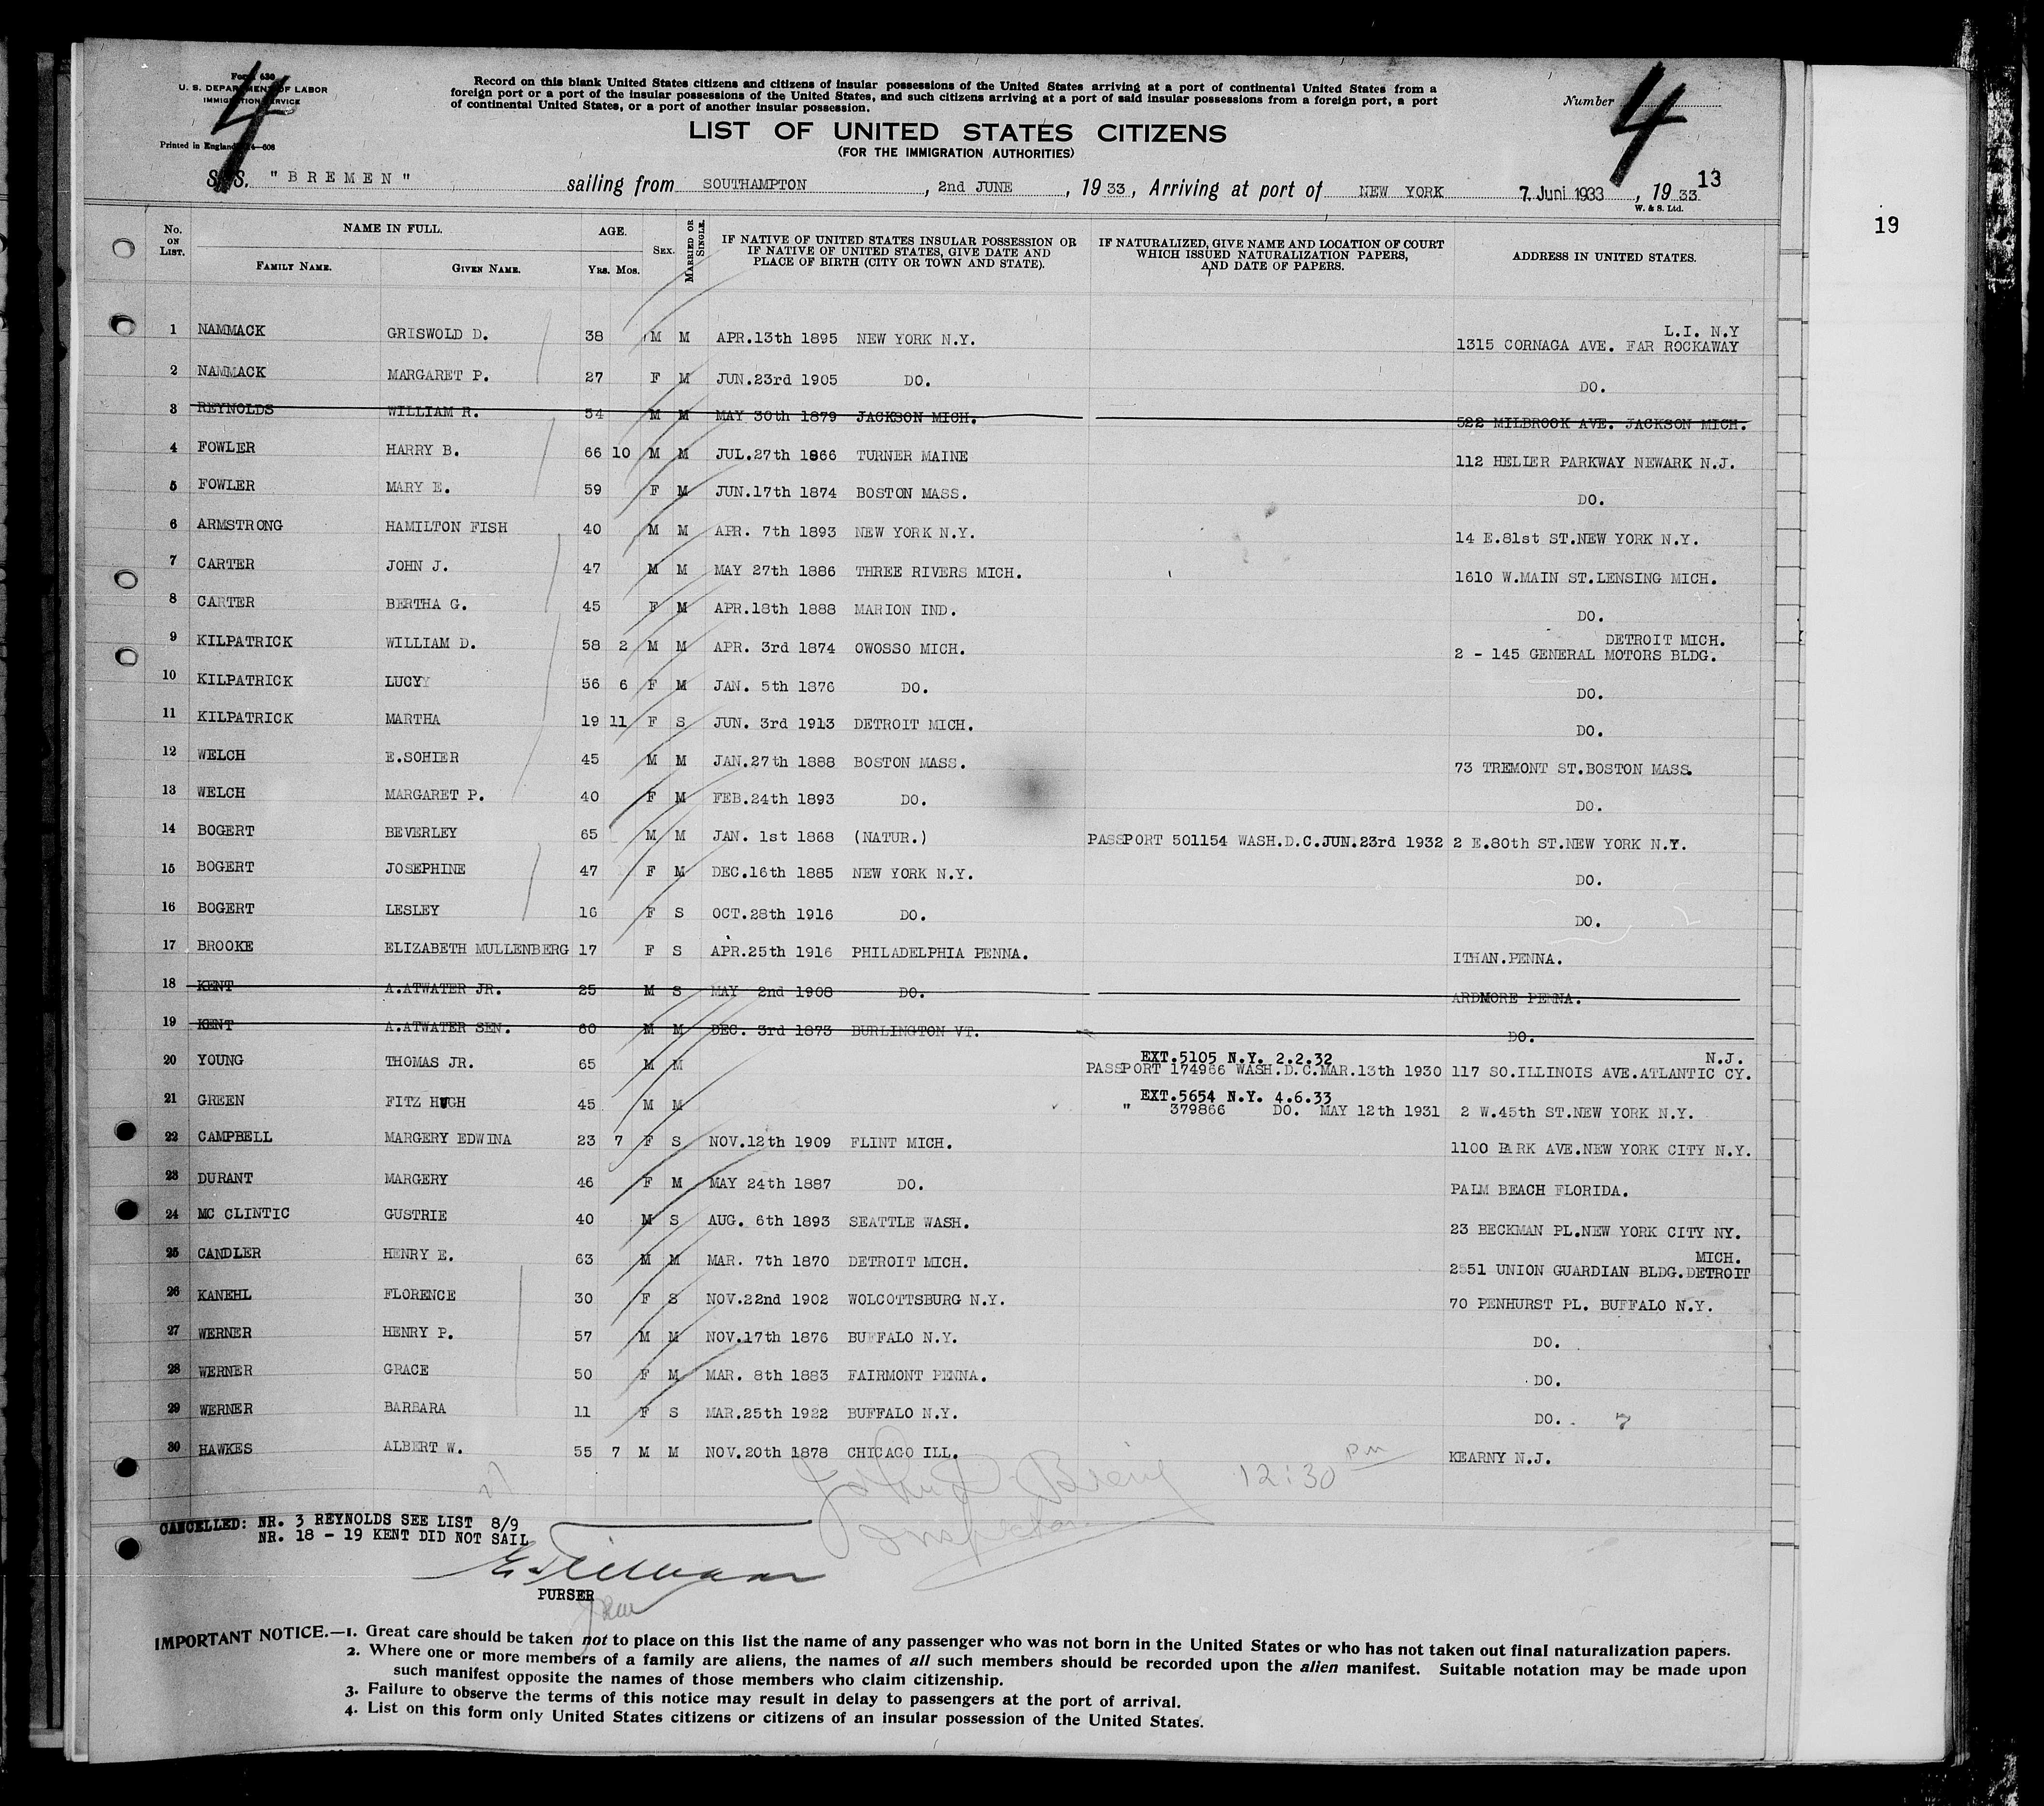 Form 630
U. S. DEPARTMENT OF LABOR
IMMIGRATION SERVICE
Printed in England 14—608
4
Record on this blank United States citizens and citizens of insular possessions of the United States arriving at a port of continental United States from a
foreign port or a port of the insular possessions of the United States, and such citizens arriving at a port of said insular possessions from a foreign port, a port
of continental United States, or a port of another insular possession.
Number 4
LIST OF UNITED STATES CITIZENS
(FOR THE IMMIGRATION AUTHORITIES)
S.S. "BREMEN" sailing from SOUTHAMPTON, 2nd JUNE, 1933, Arriving at port of NEW YORK 7. Juni 1933, 1933 13
W. & S. Ltd.
19
No. ON LIST. NAME IN FULL. FAMILY NAME. GIVEN NAME. AGE. Yrs. Mos. SEX. MARRIED OR SINGLE. IF NATIVE OF UNITED STATES INSULAR POSSESSION OR IF NATIVE OF UNITED STATES, GIVE DATE AND PLACE OF BIRTH (CITY OR TOWN AND STATE). IF NATURALIZED, GIVE NAME AND LOCATION OF COURT WHICH ISSUED NATURALIZATION PAPERS, AND DATE OF PAPERS. ADDRESS IN UNITED STATES.
L.I. N.Y
1 NAMMACK GRISWOLD D. 38 M M APR.13th 1895 NEW YORK N.Y. 1315 CORNAGA AVE. FAR ROCKAWAY
2 NAMMACK MARGARET P. 27 F M JUN.23rd 1905 DO. DO.
3 REYNOLDS WILLIAM R. 54 M M MAY 30th 1879 JACKSON MICH. 522 MILBROOK AVE. JACKSON MICH.
4 FOWLER HARRY B. 66 10 M M JUL.27th 1866 TURNER MAINE 112 HELIER PARKWAY NEWARK N.J.
5 FOWLER MARY E. 59 F M JUN.17th 1874 BOSTON MASS. DO.
6 ARMSTRONG HAMILTON FISH 40 M M APR. 7th 1893 NEW YORK N.Y. 14 E.81st ST.NEW YORK N.Y.
7 CARTER JOHN J. 47 M M MAY 27th 1886 THREE RIVERS MICH. 1610 W.MAIN ST.LENSING MICH.
8 CARTER BERTHA G. 45 F M APR.18th 1888 MARION IND. DO.
DETROIT MICH.
9 KILPATRICK WILLIAM D. 58 2 M M APR. 3rd 1874 OWOSSO MICH. 2 - 145 GENERAL MOTORS BLDG.
10 KILPATRICK LUCY 56 6 F M JAN. 5th 1876 DO. DO.
11 KILPATRICK MARTHA 19 11 F S JUN. 3rd 1913 DETROIT MICH. DO.
12 WELCH E.SOHIER 45 M M JAN.27th 1888 BOSTON MASS. 73 TREMONT ST.BOSTON MASS.
13 WELCH MARGARET P. 40 F M FEB.24th 1893 DO. DO.
14 BOGERT BEVERLEY 65 M M JAN. 1st 1868 (NATUR.) PASSPORT 501154 WASH.D.C.JUN.23rd 1932 2 E.80th ST.NEW YORK N.Y.
15 BOGERT JOSEPHINE 47 F M DEC.16th 1885 NEW YORK N.Y. DO.
16 BOGERT LESLEY 16 F S OCT.28th 1916 DO. DO.
17 BROOKE ELIZABETH MULLENBERG 17 F S APR.25th 1916 PHILADELPHIA PENNA. ITHAN.PENNA.
18 KENT A.ATWATER JR. 25 M S MAY 2nd 1908 DO. ARDMORE PENNA.
19 KENT A.ATWATER SEN. 60 M M DEC. 3rd 1873 BURLINGTON VT. DO.
EXT.5105 N.Y. 2.2.32 N.J.
20 YOUNG THOMAS JR. 65 M M PASSPORT 174966 WASH.D.C.MAR.13th 1930 117 SO.ILLINOIS AVE.ATLANTIC CY.
EXT.5654 N.Y. 4.6.33
21 GREEN FITZ HUGH 45 M M " 379866 DO. MAY 12th 1931 2 W.45th ST.NEW YORK N.Y.
22 CAMPBELL MARGERY EDWINA 23 7 F S NOV.12th 1909 FLINT MICH. 1100 PARK AVE.NEW YORK CITY N.Y.
23 DURANT MARGERY 46 F M MAY 24th 1887 DO. PALM BEACH FLORIDA.
24 MC CLINTIC GUSTRIE 40 M S AUG. 6th 1893 SEATTLE WASH. 23 BECKMAN PL.NEW YORK CITY NY.
MICH.
25 CANDLER HENRY E. 63 M M MAR. 7th 1870 DETROIT MICH. 2551 UNION GUARDIAN BLDG.DETROIT
26 KANEHL FLORENCE 30 F S NOV.22nd 1902 WOLCOTTSBURG N.Y. 70 PENHURST PL. BUFFALO N.Y.
27 WERNER HENRY P. 57 M M NOV.17th 1876 BUFFALO N.Y. DO.
28 WERNER GRACE 50 F M MAR. 8th 1883 FAIRMONT PENNA. DO.
29 WERNER BARBARA 11 F S MAR.25th 1922 BUFFALO N.Y. DO.
30 HAWKES ALBERT W. 55 7 M M NOV.20th 1878 CHICAGO ILL. KEARNY N.J.
12:30 PM
Inspector
CANCELLED: NR. 3 REYNOLDS SEE LIST 8/9
NR. 18 - 19 KENT DID NOT SAIL
PURSER
IMPORTANT NOTICE.—1. Great care should be taken not to place on this list the name of any passenger who was not born in the United States or who has not taken out final naturalization papers.
2. Where one or more members of a family are aliens, the names of all such members should be recorded upon the alien manifest. Suitable notation may be made upon
such manifest opposite the names of those members who claim citizenship.
3. Failure to observe the terms of this notice may result in delay to passengers at the port of arrival.
4. List on this form only United States citizens or citizens of an insular possession of the United States.